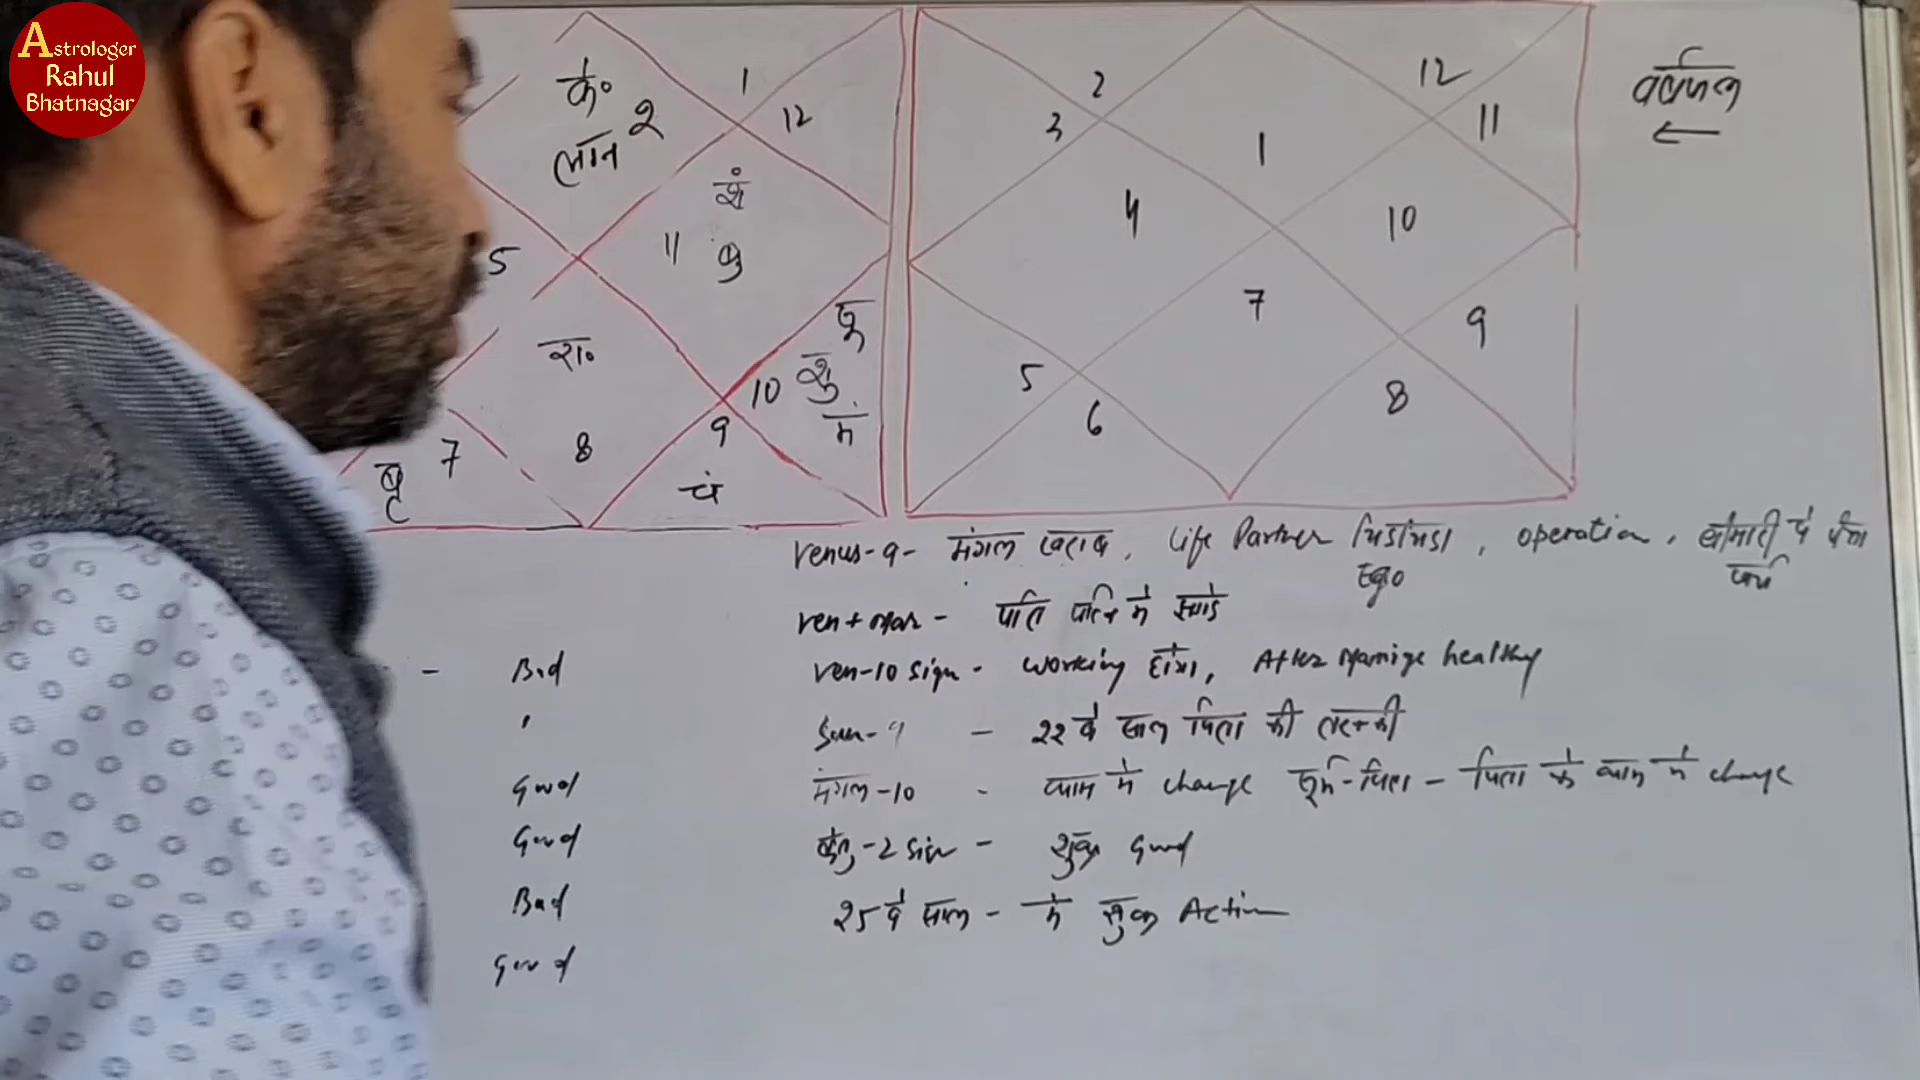 Astrologer
Rahul
Bhatnagar
के०
लग्न 2
1
12
5
11
शं
बु
रा०
10
सू
शु
मं
9
चं
8
7
बृ
2
3
1
12
11
4
10
7
9
5
6
8
वर्षफल
←
venus-9- मंगल खराब, Life Partner चिड़चिड़ा, operation, बीमारी पे पैसा
Ego खर्च
ven + mar - पति पत्नि में झगड़े
- Bad ven-10 sign - working होगा, After Marriage healthy
" Sun-9 - 22 वे साल पिता की तरक्की
Good मंगल-10 - काम में change सूर्य-पिता - पिता के काम में change
Good केतु-2 sign - शुक्र Good
Bad 25 वे साल - में शुक्र Action
Good